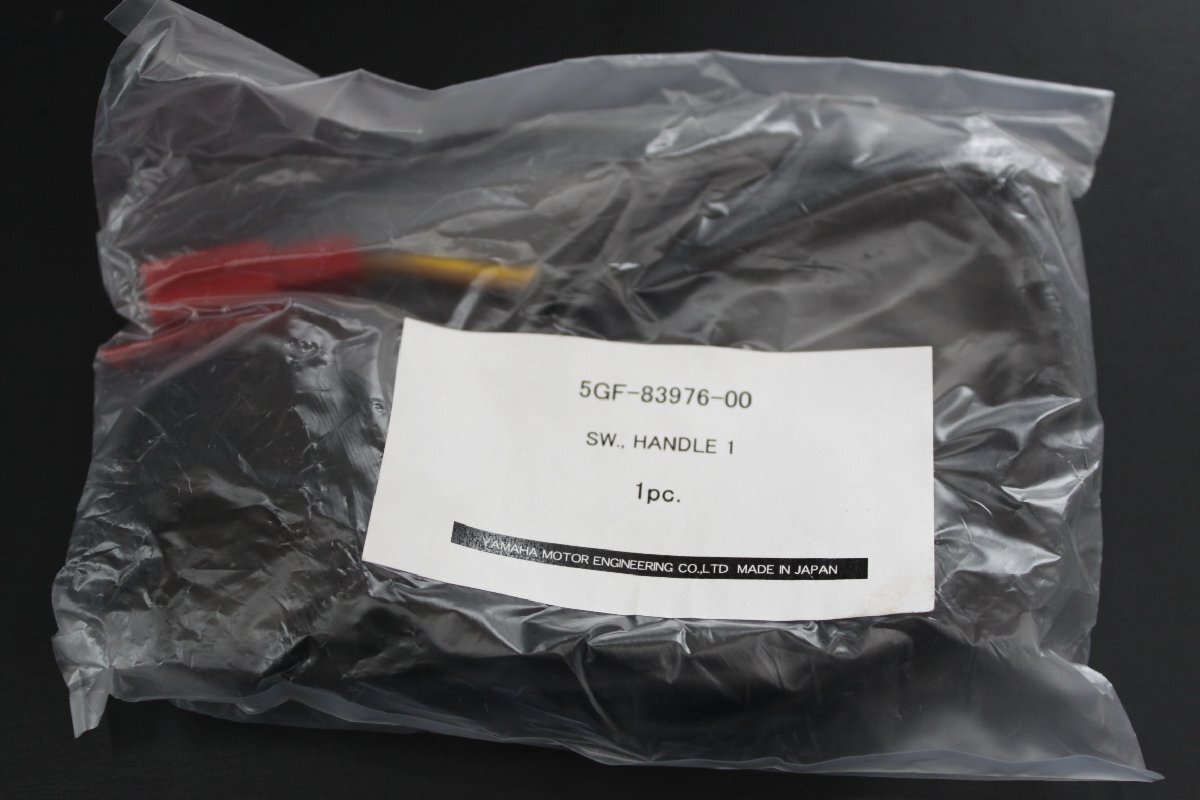 5GF-83976-00
SW., HANDLE 1
1pc.
YAMAHA MOTOR ENGINEERING CO.,LTD MADE IN JAPAN